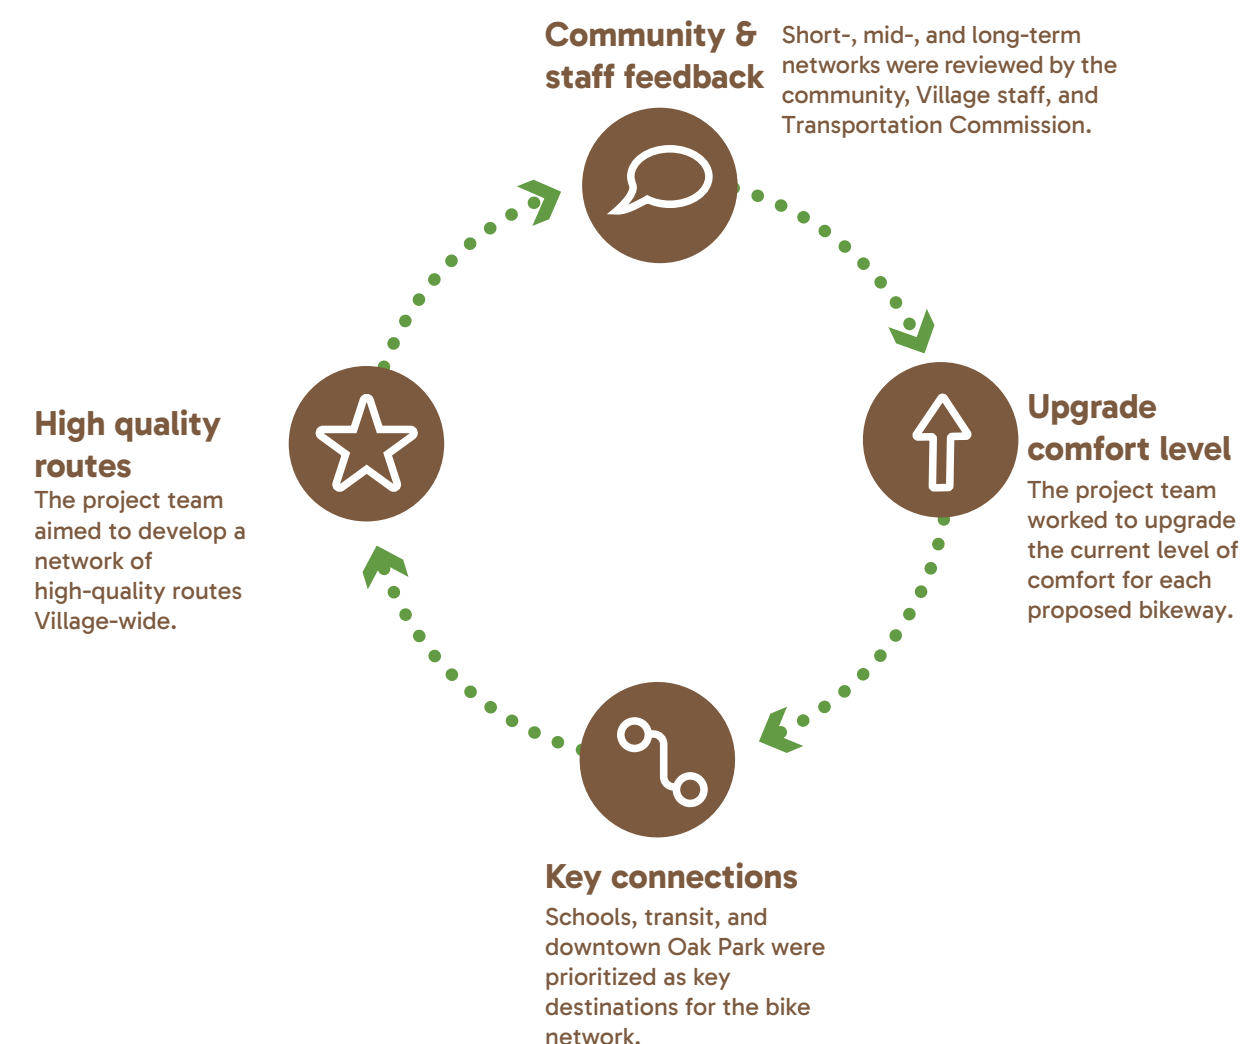 Community &
staff feedback
Short-, mid-, and long-term
networks were reviewed by the
community, Village staff, and
Transportation Commission.
Upgrade
comfort level
The project team
worked to upgrade
the current level of
comfort for each
proposed bikeway.
Key connections
Schools, transit, and
downtown Oak Park were
prioritized as key
destinations for the bike
network.
High quality
routes
The project team
aimed to develop a
network of
high-quality routes
Village-wide.